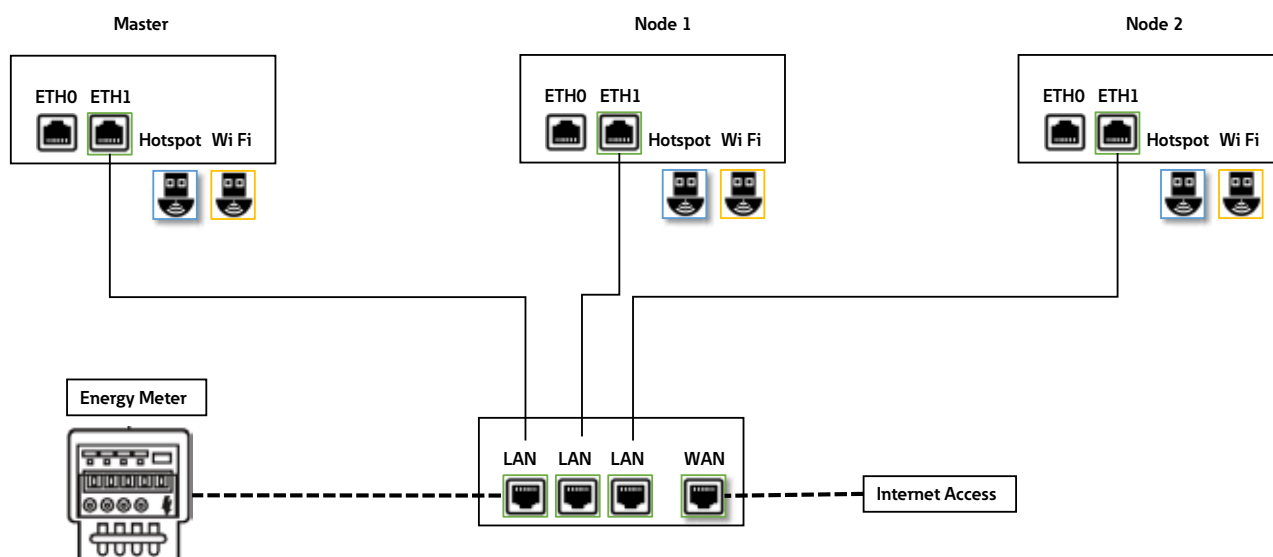 Master
Node 1
Node 2
ETH0 ETH1
Hotspot Wi Fi
ETH0 ETH1
Hotspot Wi Fi
ETH0 ETH1
Hotspot Wi Fi
Energy Meter
LAN LAN LAN WAN
Internet Access